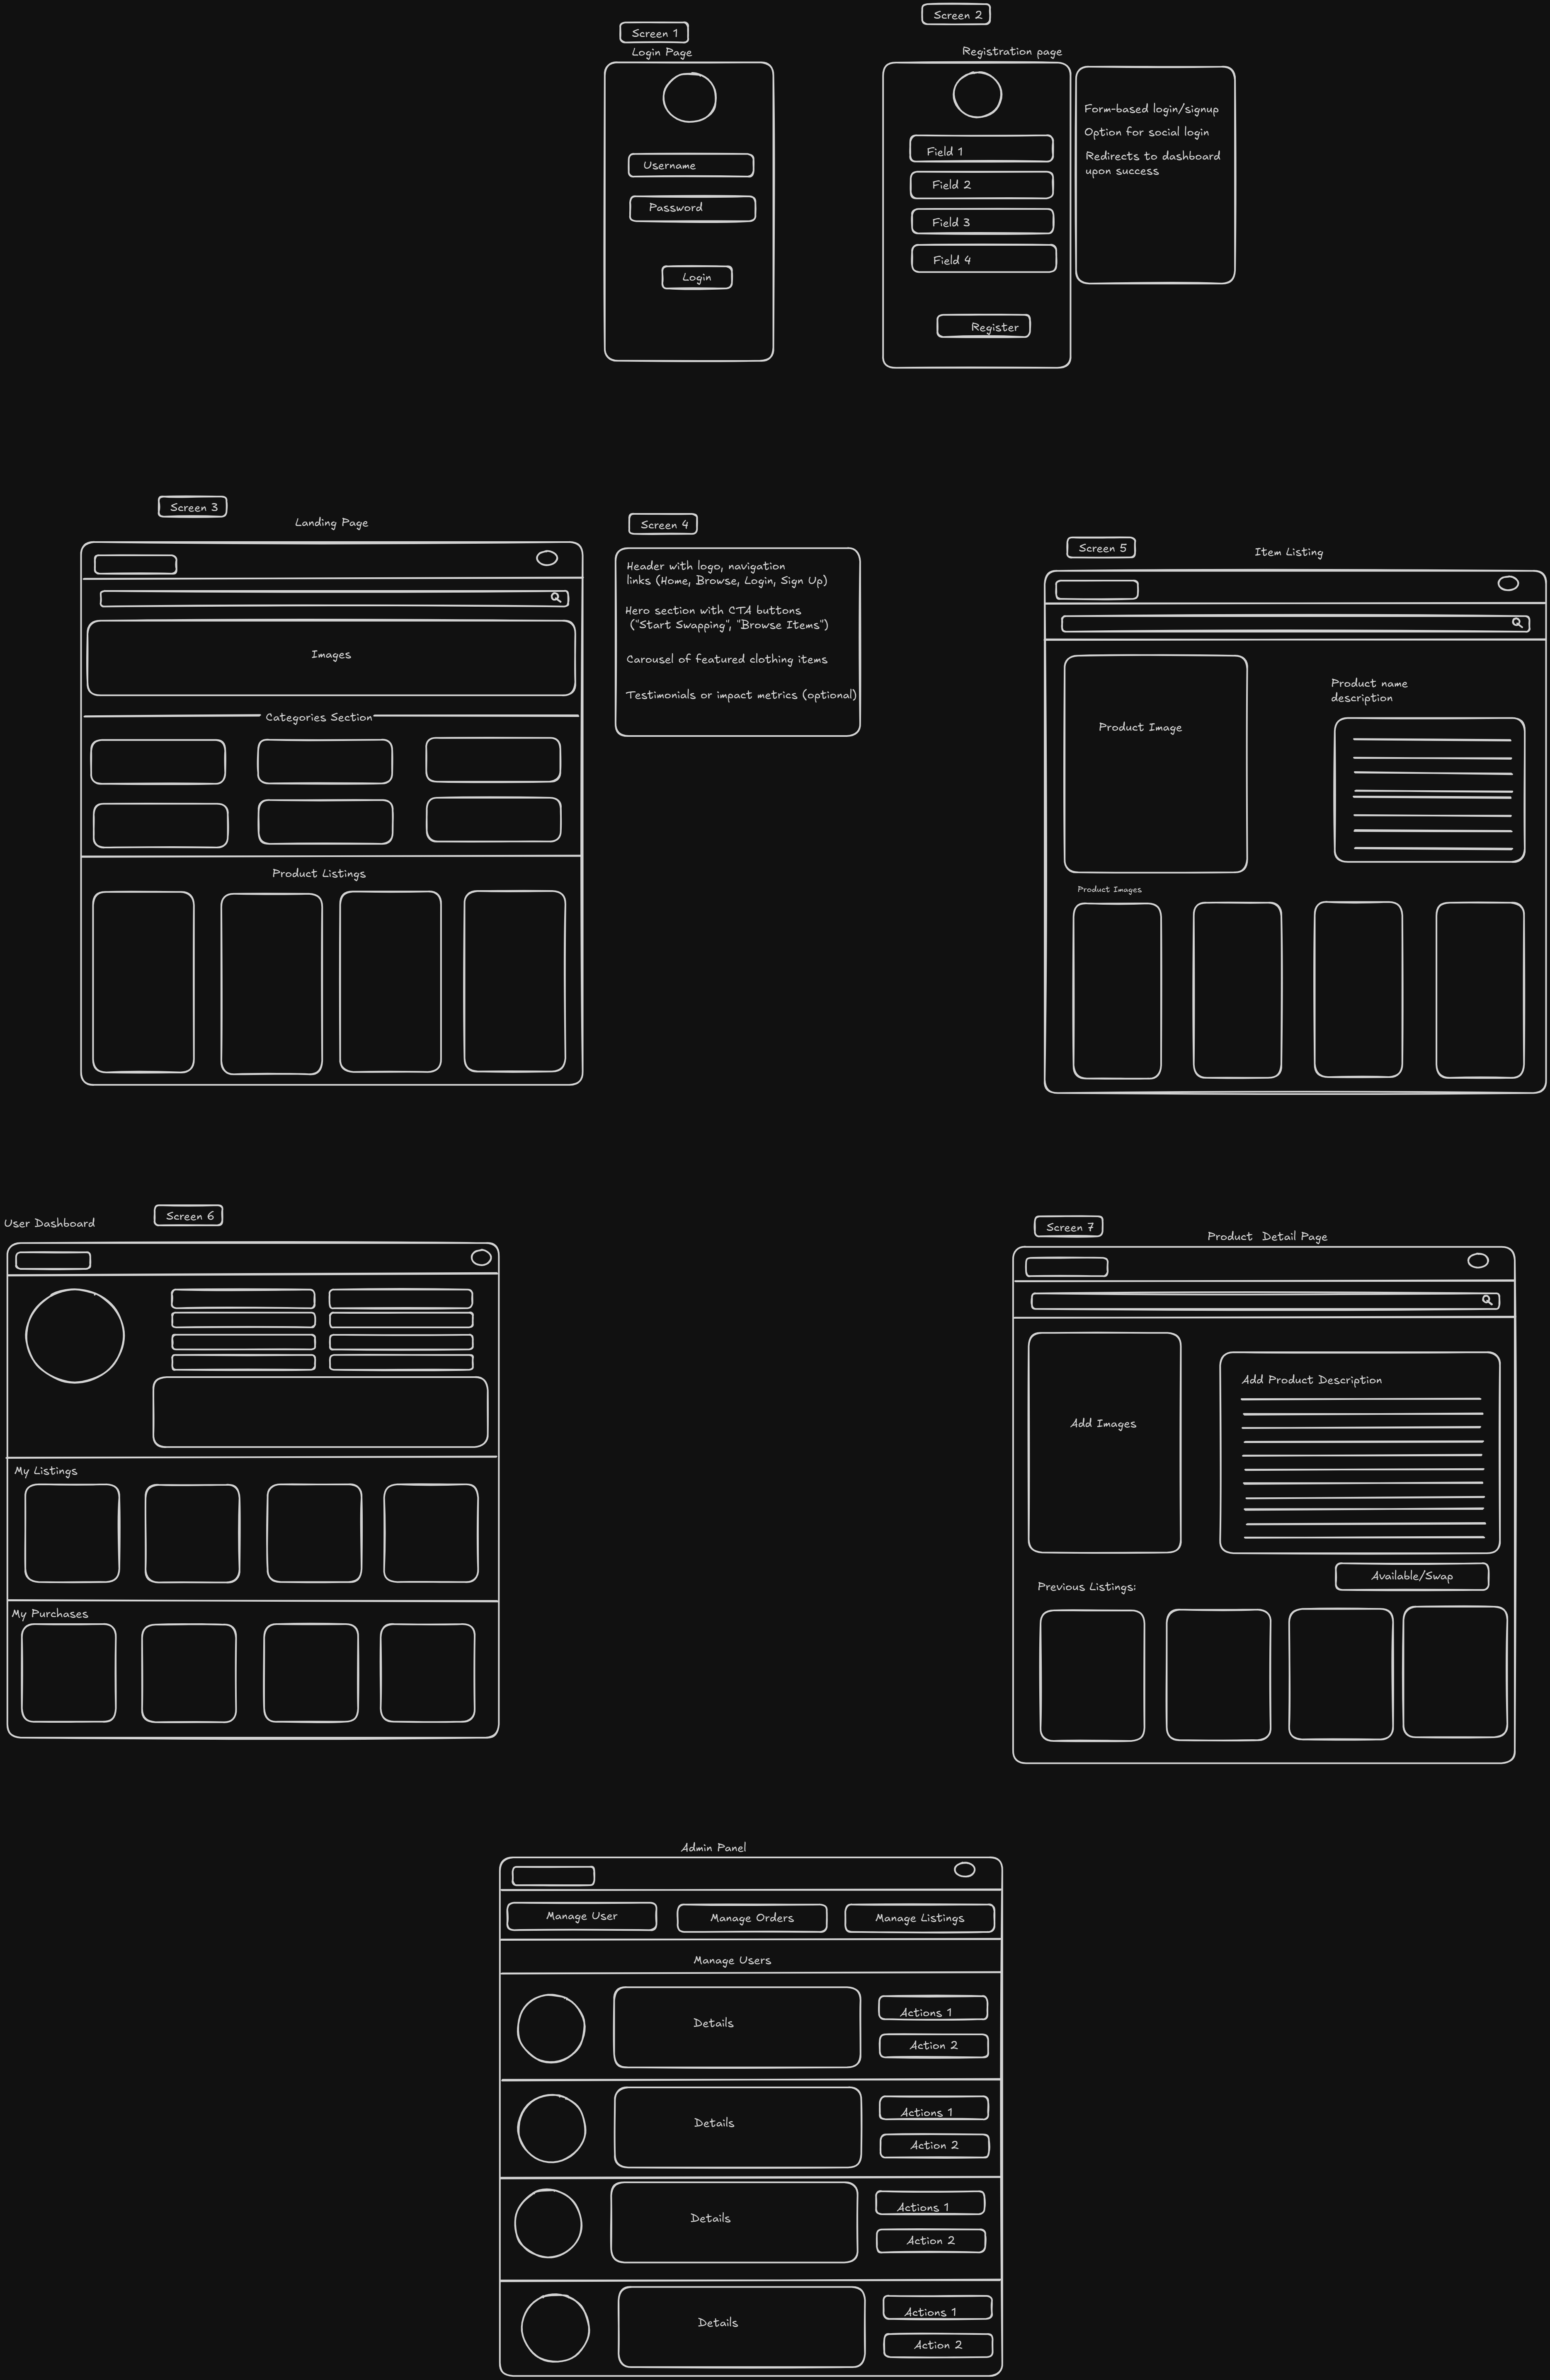 Screen 1
Login Page
Username
Password
Login
Screen 2
Registration page
Field 1
Field 2
Field 3
Field 4
Register
Form-based login/signup
Option for social login
Redirects to dashboard
upon success
Screen 3
Landing Page
Images
Categories Section
Product Listings
Screen 4
Header with logo, navigation
links (Home, Browse, Login, Sign Up)
Hero section with CTA buttons
("Start Swapping", "Browse Items")
Carousel of featured clothing items
Testimonials or impact metrics (optional)
Screen 5
Item Listing
Product Image
Product name
description
Product Images
User Dashboard
Screen 6
My Listings
My Purchases
Screen 7
Product Detail Page
Add Images
Add Product Description
Available/Swap
Previous Listings:
Admin Panel
Manage User
Manage Orders
Manage Listings
Manage Users
Details
Actions 1
Action 2
Details
Actions 1
Action 2
Details
Actions 1
Action 2
Details
Actions 1
Action 2